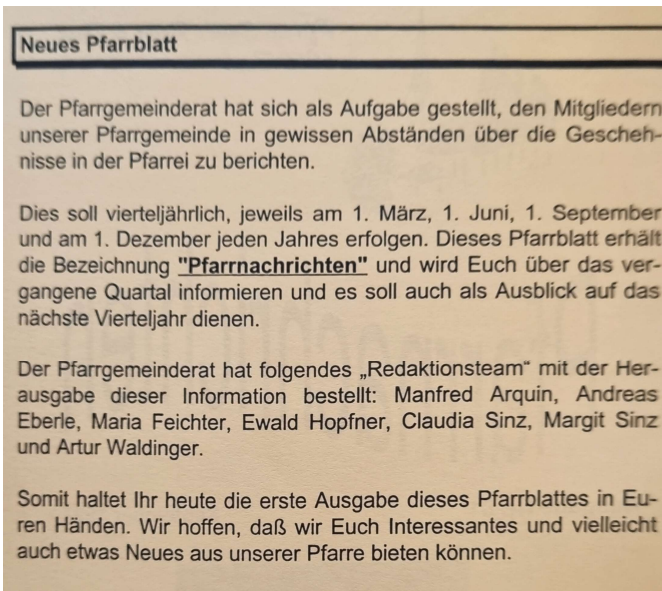 Neues Pfarrblatt
Der Pfarrgemeinderat hat sich als Aufgabe gestellt, den Mitgliedern
unserer Pfarrgemeinde in gewissen Abständen über die Gescheh-
nisse in der Pfarrei zu berichten.
Dies soll vierteljährlich, jeweils am 1. März, 1. Juni, 1. September
und am 1. Dezember jeden Jahres erfolgen. Dieses Pfarrblatt erhält
die Bezeichnung "Pfarrnachrichten" und wird Euch über das ver-
gangene Quartal informieren und es soll auch als Ausblick auf das
nächste Vierteljahr dienen.
Der Pfarrgemeinderat hat folgendes „Redaktionsteam“ mit der Her-
ausgabe dieser Information bestellt: Manfred Arquin, Andreas
Eberle, Maria Feichter, Ewald Hopfner, Claudia Sinz, Margit Sinz
und Artur Waldinger.
Somit haltet Ihr heute die erste Ausgabe dieses Pfarrblattes in Eu-
ren Händen. Wir hoffen, daß wir Euch Interessantes und vielleicht
auch etwas Neues aus unserer Pfarre bieten können.